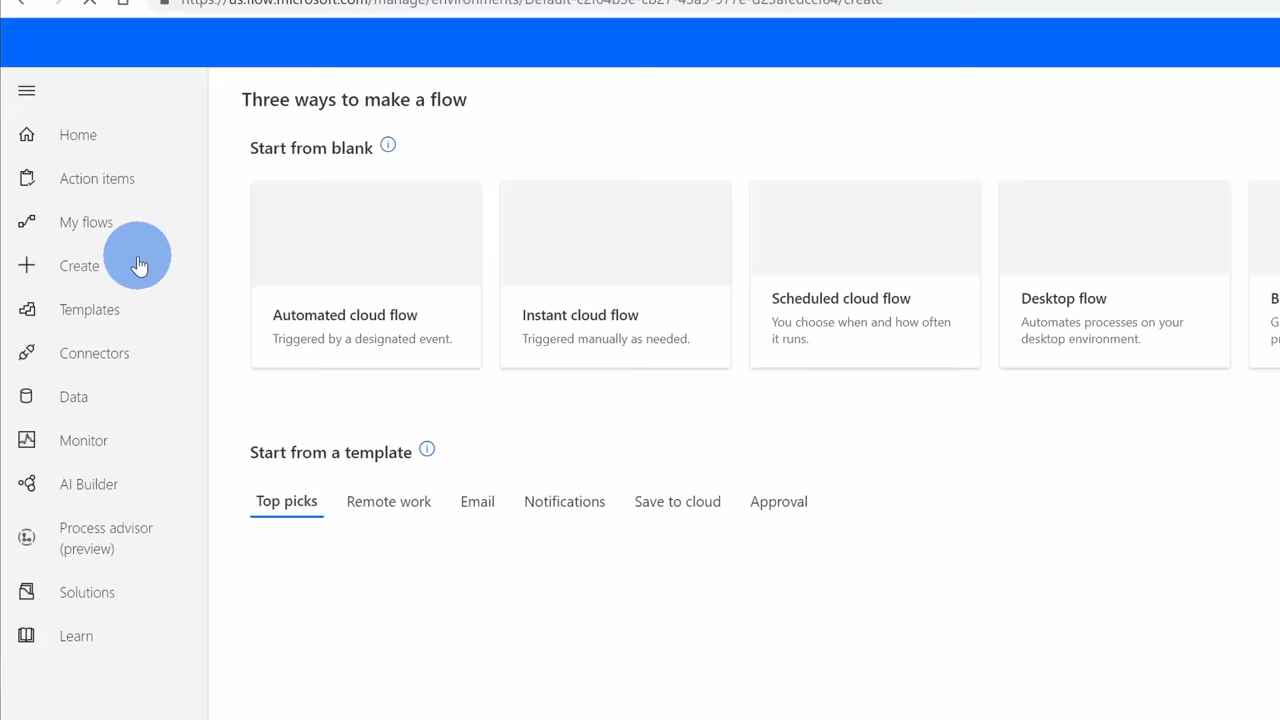 Three ways to make a flow
Home
Start from blank
Action items
My flows
Create
Templates
Connectors
Data
Monitor
AI Builder
Process advisor
(preview)
Solutions
Learn
Automated cloud flow
Triggered by a designated event.
Instant cloud flow
Triggered manually as needed.
Scheduled cloud flow
You choose when and how often
it runs.
Desktop flow
Automates processes on your
desktop environment.
Start from a template
Top picks
Remote work
Email
Notifications
Save to cloud
Approval